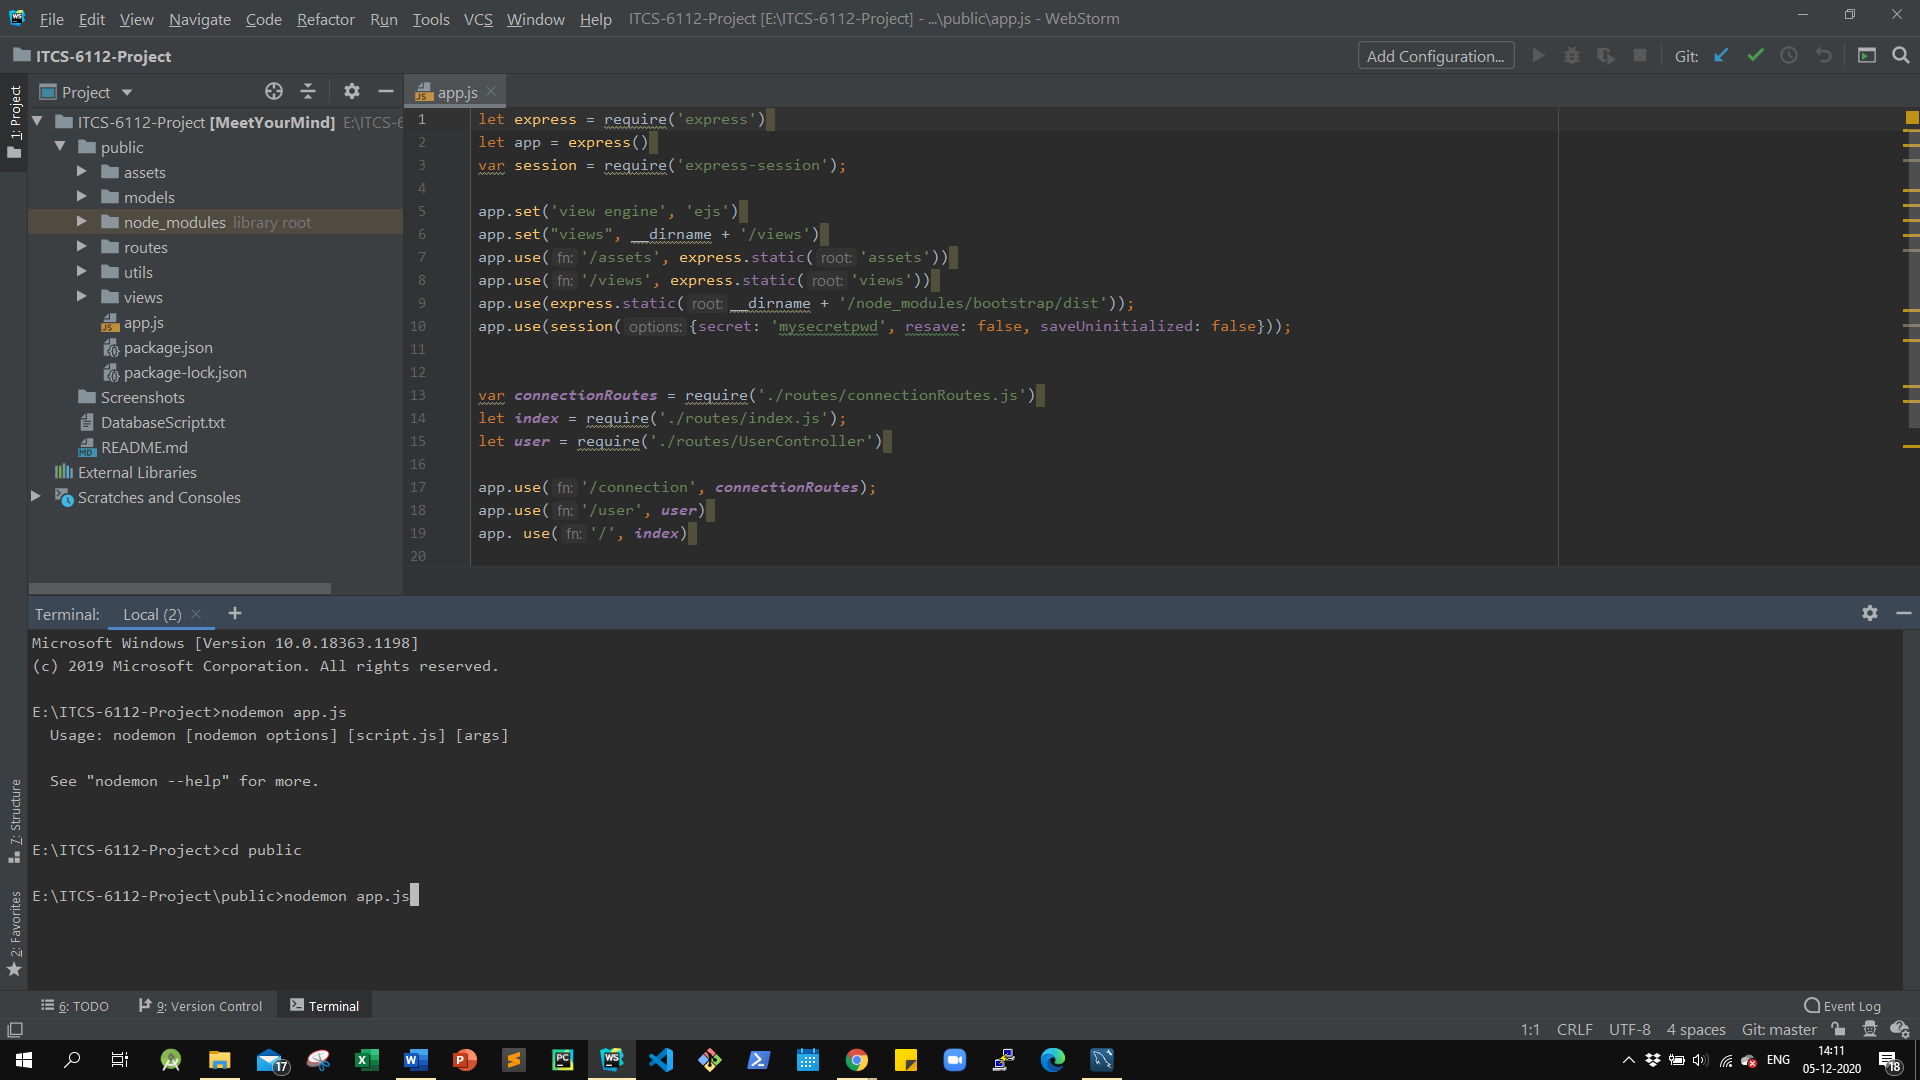 File Edit View Navigate Code Refactor Run Tools VCS Window Help ITCS-6112-Project [E:\ITCS-6112-Project] - ...\public\app.js - WebStorm
ITCS-6112-Project
Add Configuration... Git:
1: Project
Project
app.js
ITCS-6112-Project [MeetYourMind] E:\ITCS-6
public
assets
models
node_modules library root
routes
utils
views
app.js
package.json
package-lock.json
Screenshots
DatabaseScript.txt
README.md
External Libraries
Scratches and Consoles
1 let express = require('express')
2 let app = express()
3 var session = require('express-session');
4
5 app.set('view engine', 'ejs')
6 app.set("views", __dirname + '/views')
7 app.use( fn: '/assets', express.static( root: 'assets'))
8 app.use( fn: '/views', express.static( root: 'views'))
9 app.use(express.static( root: __dirname + '/node_modules/bootstrap/dist'));
10 app.use(session( options: {secret: 'mysecretpwd', resave: false, saveUninitialized: false}));
11
12
13 var connectionRoutes = require('./routes/connectionRoutes.js')
14 let index = require('./routes/index.js');
15 let user = require('./routes/UserController')
16
17 app.use( fn: '/connection', connectionRoutes);
18 app.use( fn: '/user', user)
19 app. use( fn: '/', index)
20
Terminal: Local (2)
Microsoft Windows [Version 10.0.18363.1198]
(c) 2019 Microsoft Corporation. All rights reserved.
E:\ITCS-6112-Project>nodemon app.js
Usage: nodemon [nodemon options] [script.js] [args]
See "nodemon --help" for more.
E:\ITCS-6112-Project>cd public
E:\ITCS-6112-Project\public>nodemon app.js
7: Structure
2: Favorites
6: TODO 9: Version Control Terminal Event Log
1:1 CRLF UTF-8 4 spaces Git: master
17
ENG
14:11
05-12-2020
18